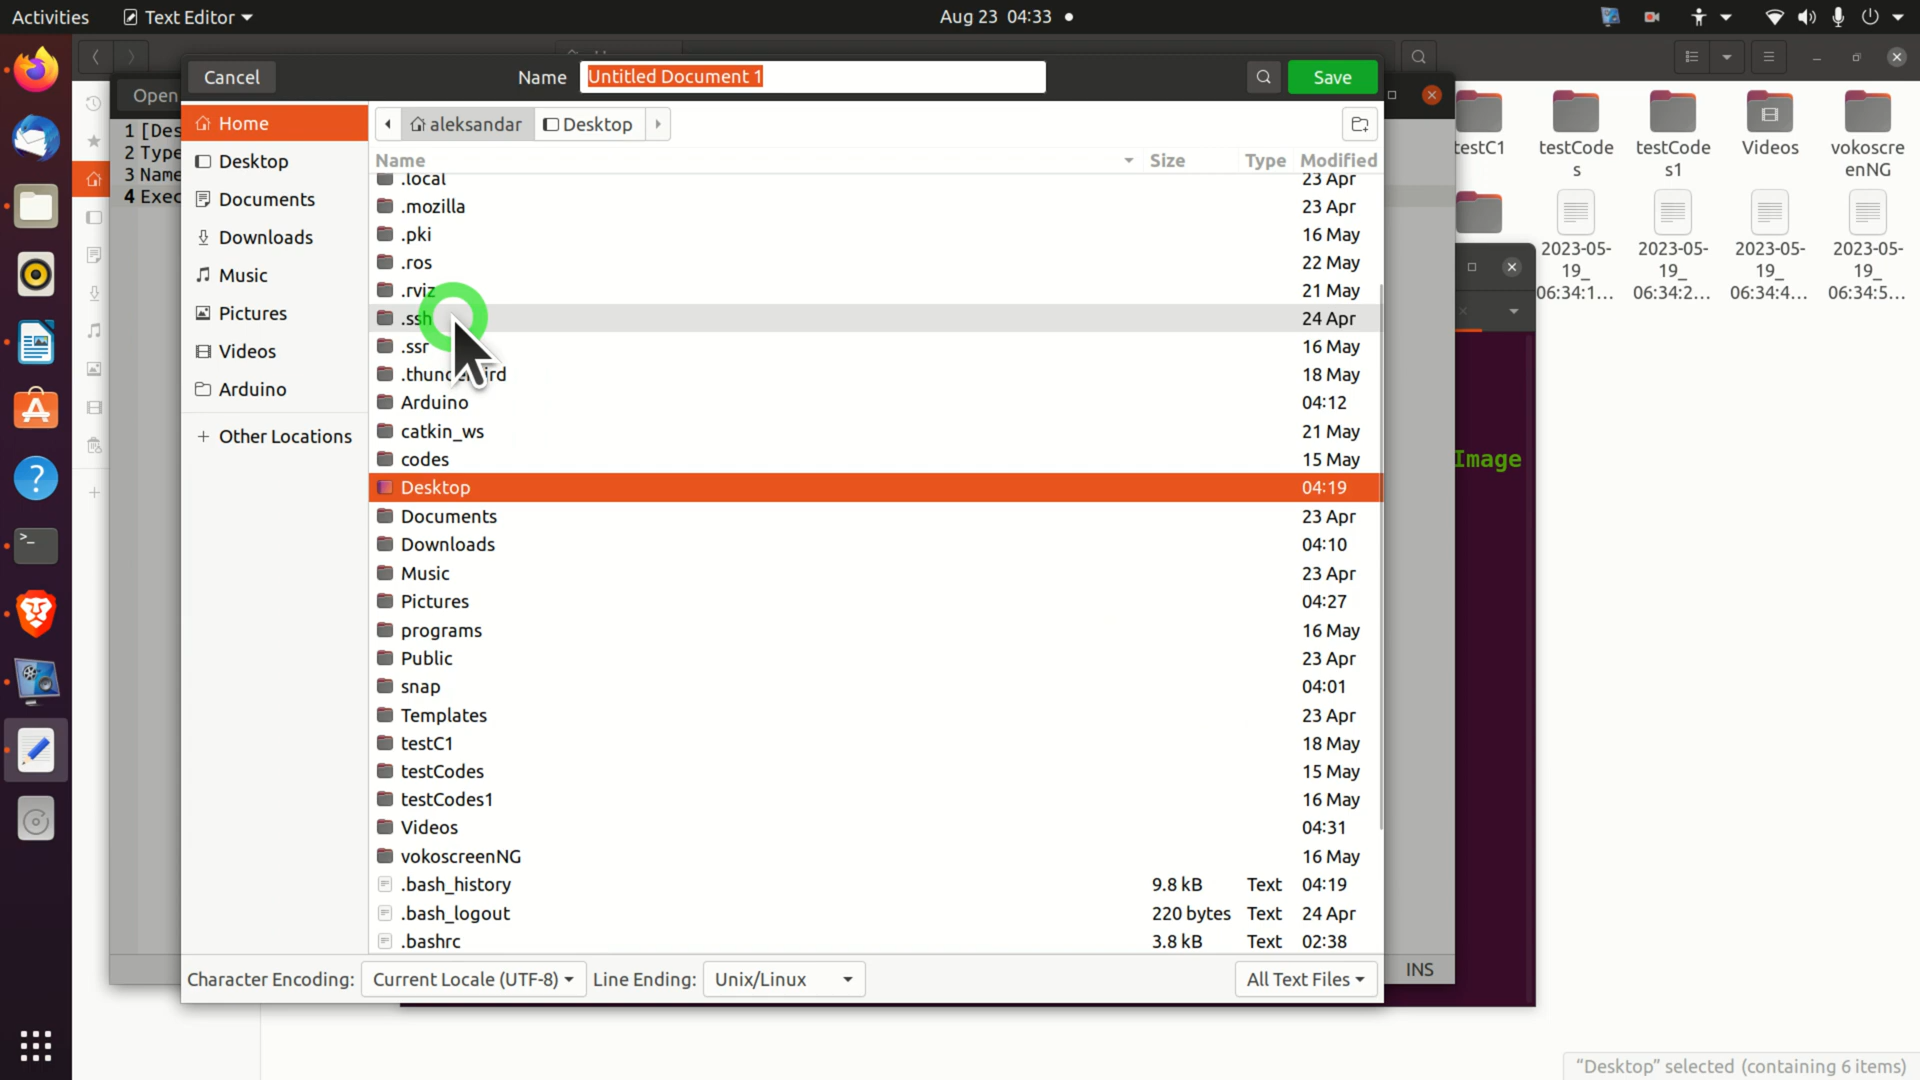 Activities
Text Editor
Aug 23 04:33
Cancel
Name
Untitled Document 1
Save
Open
1 [Des
2 Type
3 Name
4 Exec
Home
Desktop
Documents
Downloads
Music
Pictures
Videos
Arduino
+ Other Locations
aleksandar
Desktop
Name Size Type Modified
.local 23 Apr
.mozilla 23 Apr
.pki 16 May
.ros 22 May
.rviz 21 May
.ssh 24 Apr
.ssr 16 May
.thunderbird 18 May
Arduino 04:12
catkin_ws 21 May
codes 15 May
Desktop 04:19
Documents 23 Apr
Downloads 04:10
Music 23 Apr
Pictures 04:27
programs 16 May
Public 23 Apr
snap 04:01
Templates 23 Apr
testC1 18 May
testCodes 15 May
testCodes1 16 May
Videos 04:31
vokoscreenNG 16 May
.bash_history 9.8 kB Text 04:19
.bash_logout 220 bytes Text 24 Apr
.bashrc 3.8 kB Text 02:38
Character Encoding: Current Locale (UTF-8) Line Ending: Unix/Linux All Text Files
INS
testC1
testCode
s
testCode
s1
Videos
vokoscre
enNG
2023-05-
19_
06:34:1...
2023-05-
19_
06:34:2...
2023-05-
19_
06:34:4...
2023-05-
19_
06:34:5...
Image
"Desktop" selected (containing 6 items)